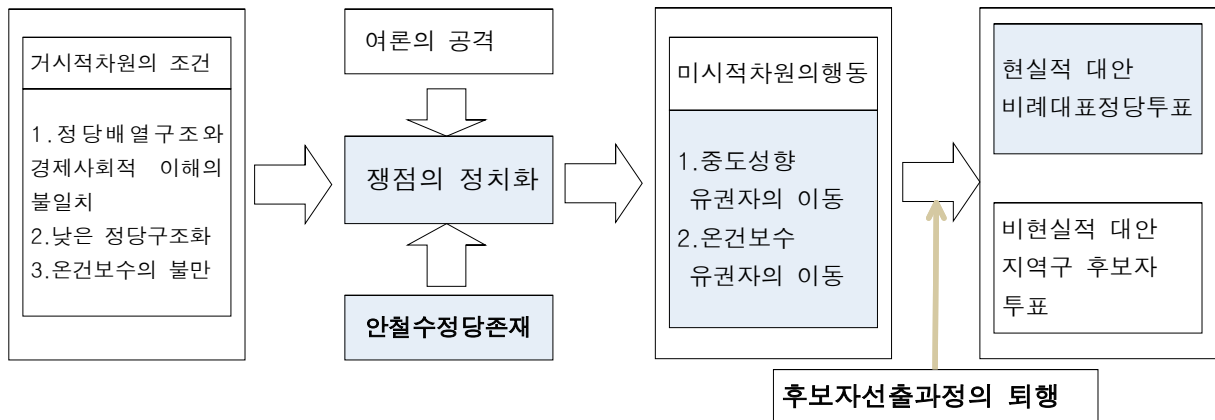 거시적차원의 조건
1.정당배열구조와
경제사회적 이해의
불일치
2.낮은 정당구조화
3.온건보수의 불만
여론의 공격
쟁점의 정치화
안철수정당존재
미시적차원의행동
1.중도성향
유권자의 이동
2.온건보수
유권자의 이동
현실적 대안
비례대표정당투표
비현실적 대안
지역구 후보자
투표
후보자선출과정의 퇴행